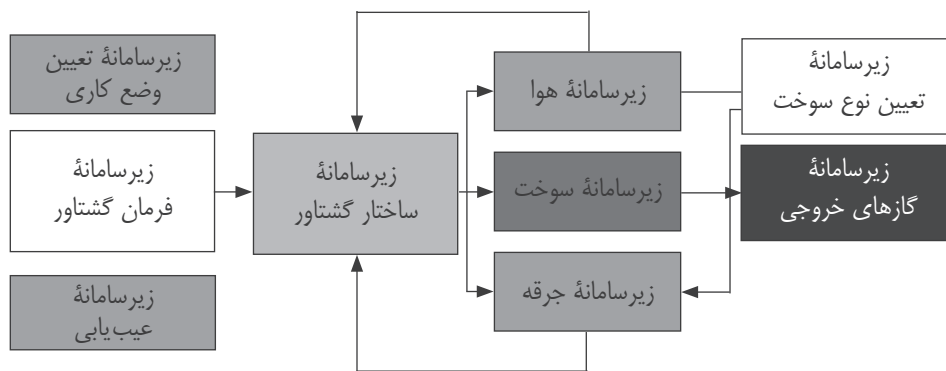 زیرسامانهٔ تعیین
وضع کاری
زیرسامانهٔ
فرمان گشتاور
زیرسامانهٔ
عیب‌یابی
زیرسامانهٔ
ساختار گشتاور
زیرسامانهٔ هوا
زیرسامانهٔ سوخت
زیرسامانهٔ جرقه
زیرسامانهٔ
تعیین نوع سوخت
زیرسامانهٔ
گازهای خروجی